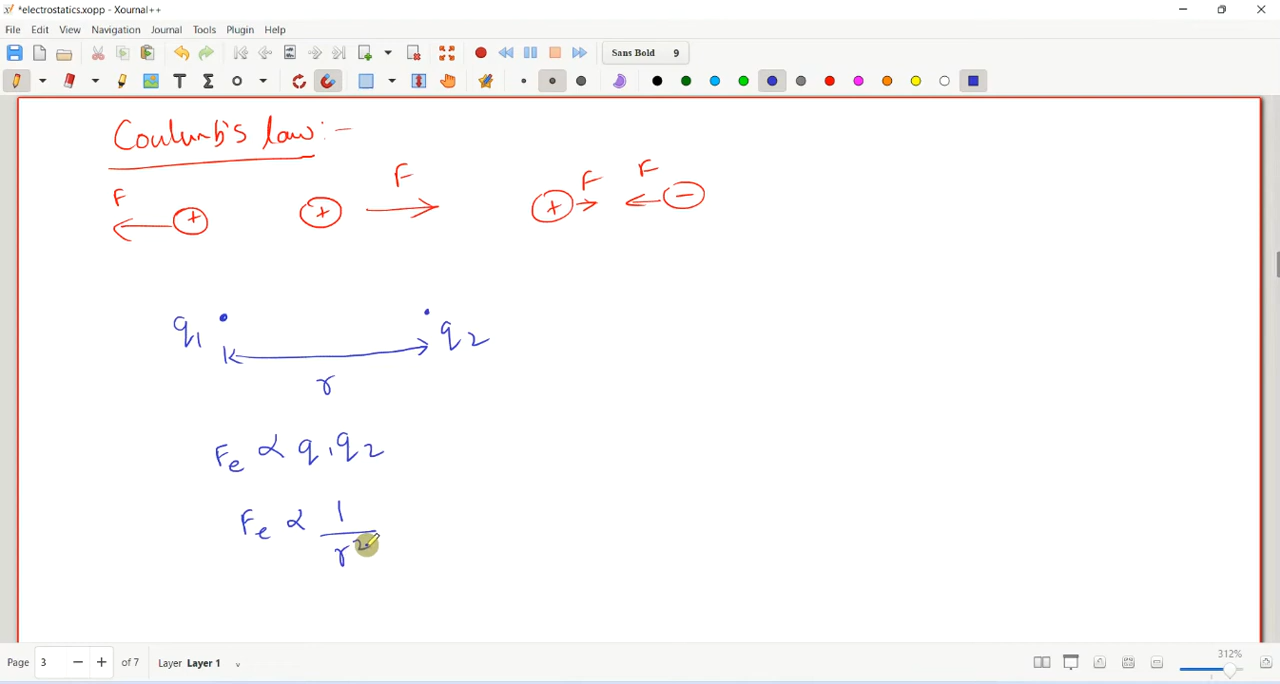 *electrostatics.xopp - Xournal++
File Edit View Navigation Journal Tools Plugin Help
Sans Bold 9
Coulumb's law:-
F + + F + F F -
q1 q2
r
Fe ∝ q1q2
Fe ∝ 1/r2
Page 3 of 7 Layer Layer 1 312%